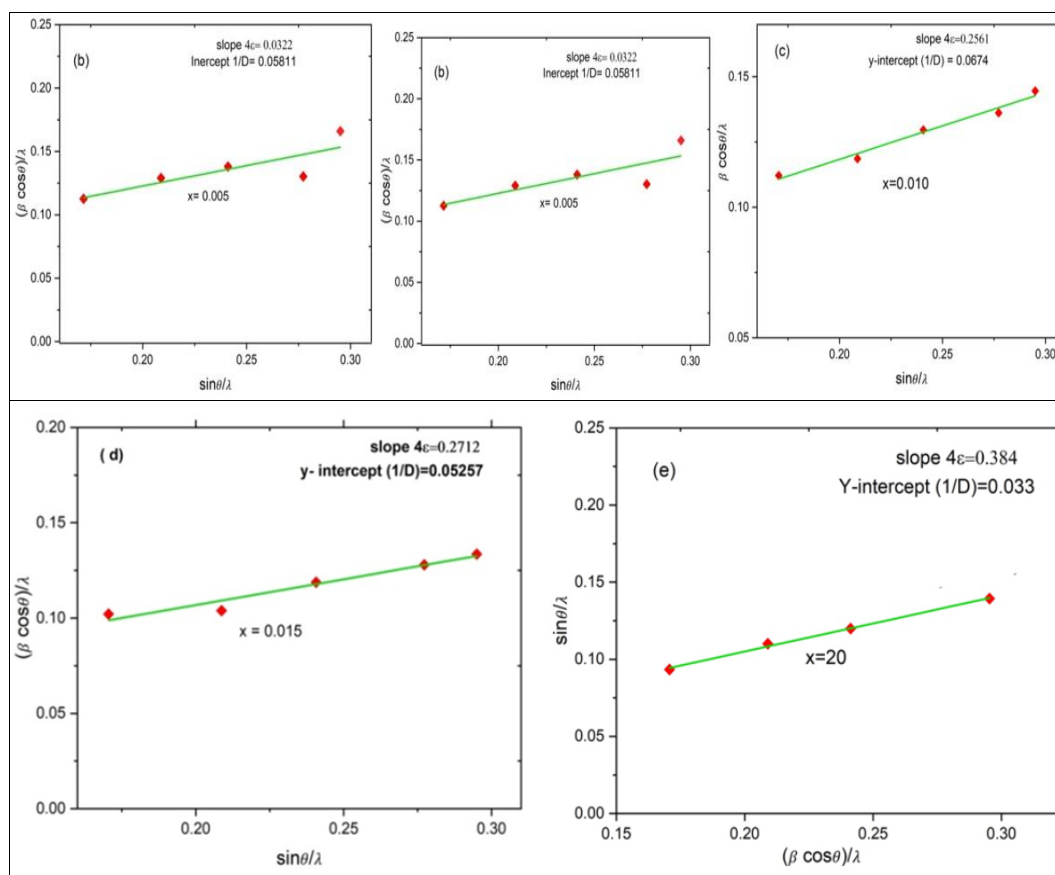 0.25
0.20
0.15
0.10
0.05
0.00
0.20
0.25
0.30
(β cosθ)/λ
sinθ/λ
(b)
slope 4ε= 0.0322
Inercept 1/D= 0.05811
x= 0.005
0.25
0.20
0.15
0.10
0.05
0.00
0.20
0.25
0.30
(β cosθ)/λ
sinθ/λ
(b)
slope 4ε= 0.0322
Inercept 1/D= 0.05811
x= 0.005
0.15
0.10
0.05
0.20
0.25
0.30
β cosθ/λ
sinθ/λ
(c)
slope 4ε=0.2561
y-intercept (1/D) = 0.0674
x=0.010
0.20
0.15
0.10
0.05
0.00
0.20
0.25
0.30
(β cosθ)/λ
sinθ/λ
( d)
slope 4ε=0.2712
y- intercept (1/D)=0.05257
x = 0.015
0.25
0.20
0.15
0.10
0.05
0.00
0.15
0.20
0.25
0.30
sinθ/λ
(β cosθ)/λ
(e)
slope 4ε=0.384
Y-intercept (1/D)=0.033
x=20